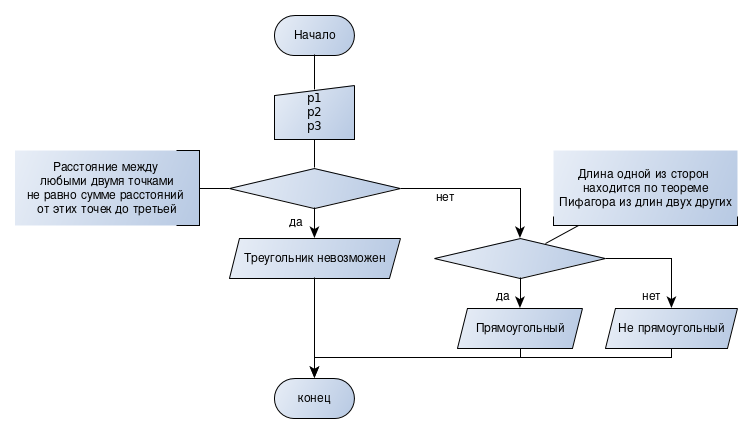 Начало
p1
p2
p3
Расстояние между
любыми двумя точками
не равно сумме расстояний
от этих точек до третьей
Длина одной из сторон
находится по теореме
Пифагора из длин двух других
нет
да
Треугольник невозможен
да
нет
Прямоугольный
Не прямоугольный
конец